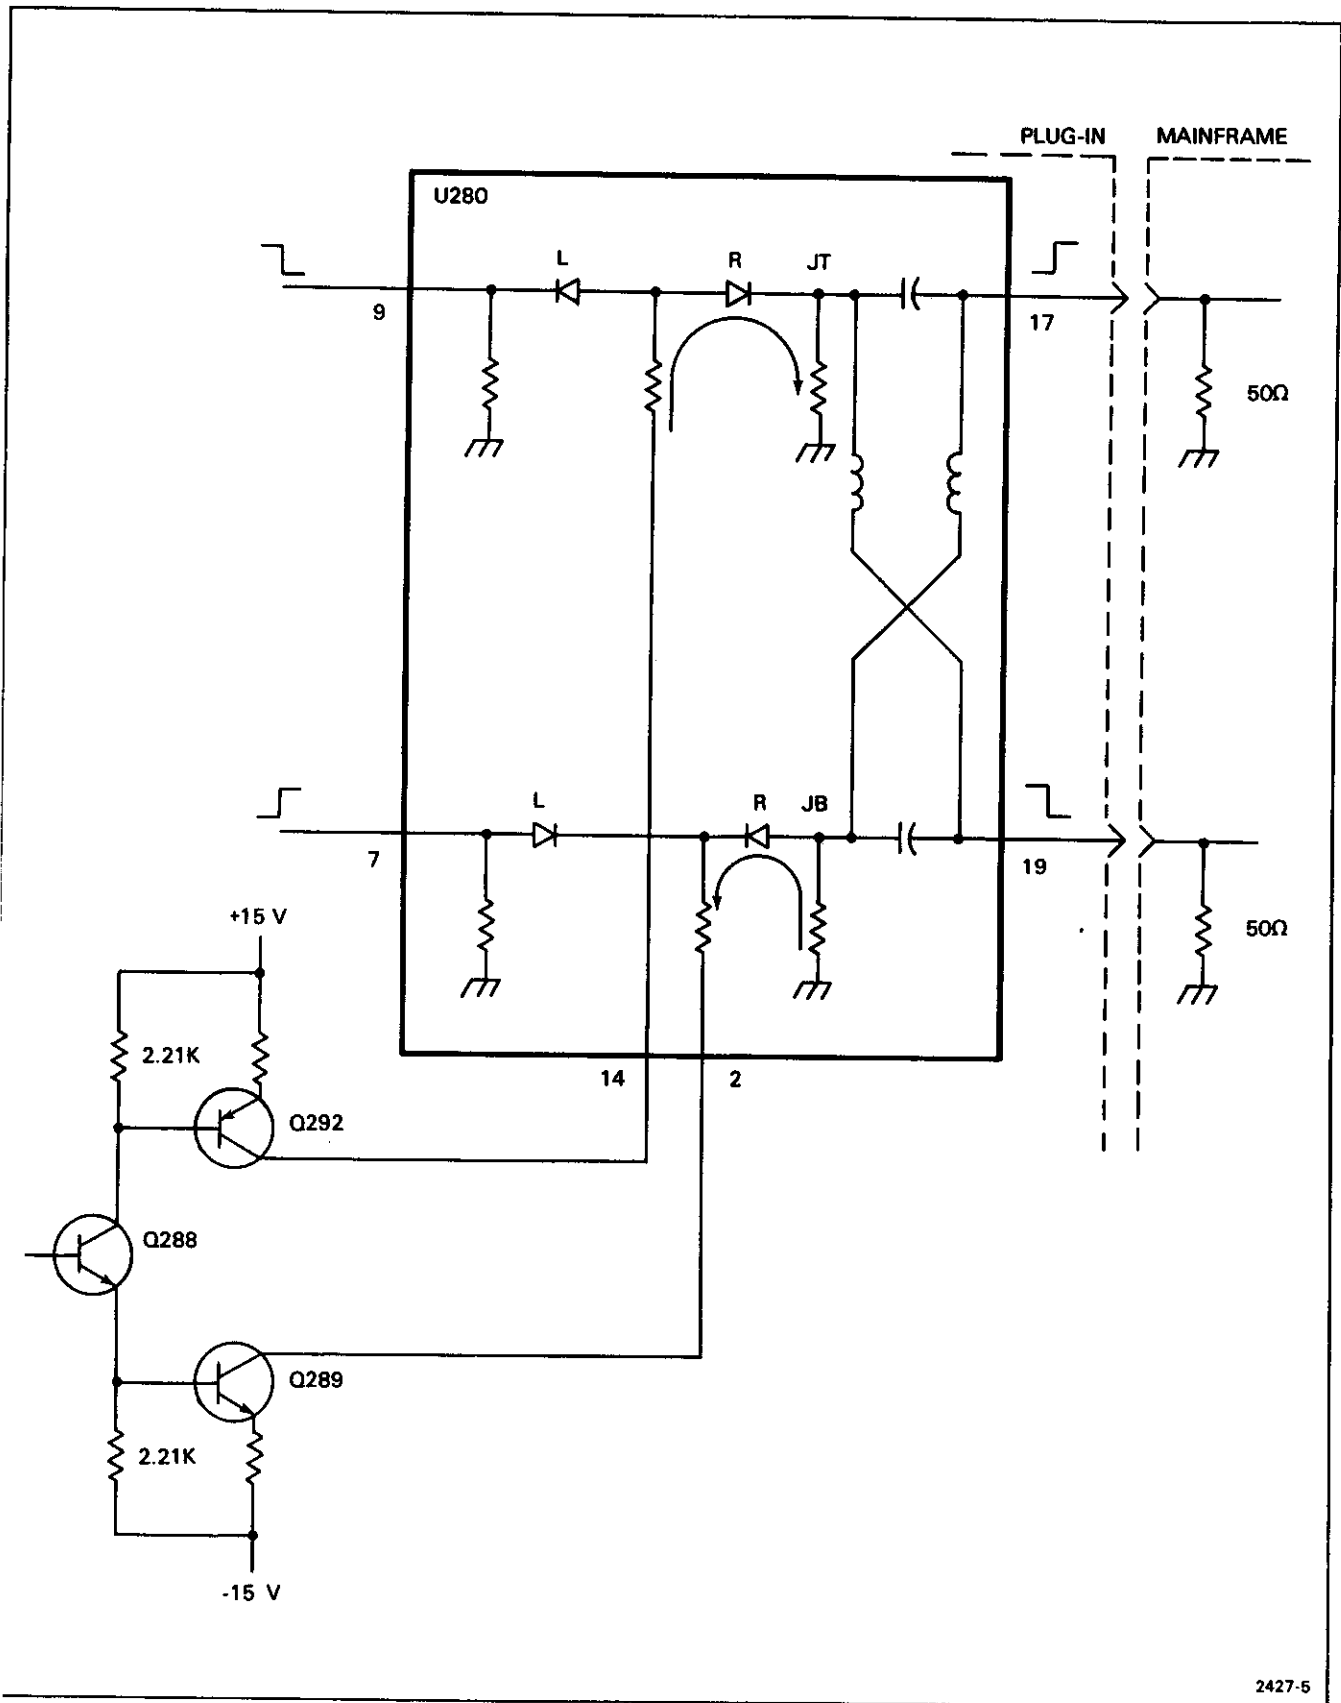 PLUG-IN MAINFRAME
U280
L R JT
9 17
50Ω
L R JB
7 19
+15 V
50Ω
2.21K
14 2
Q292
Q288
Q289
2.21K
-15 V
2427-5